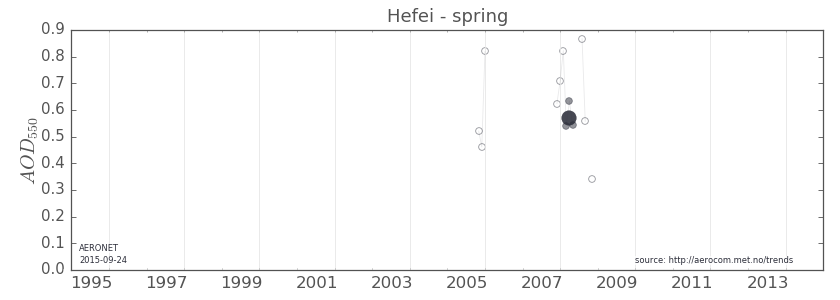 Hefei - spring
0.9
0.8
0.7
0.6
0.5
0.4
0.3
0.2
0.1
0.0
AOD550
AERONET
2015-09-24
source: http://aerocom.met.no/trends
1995 1997 1999 2001 2003 2005 2007 2009 2011 2013